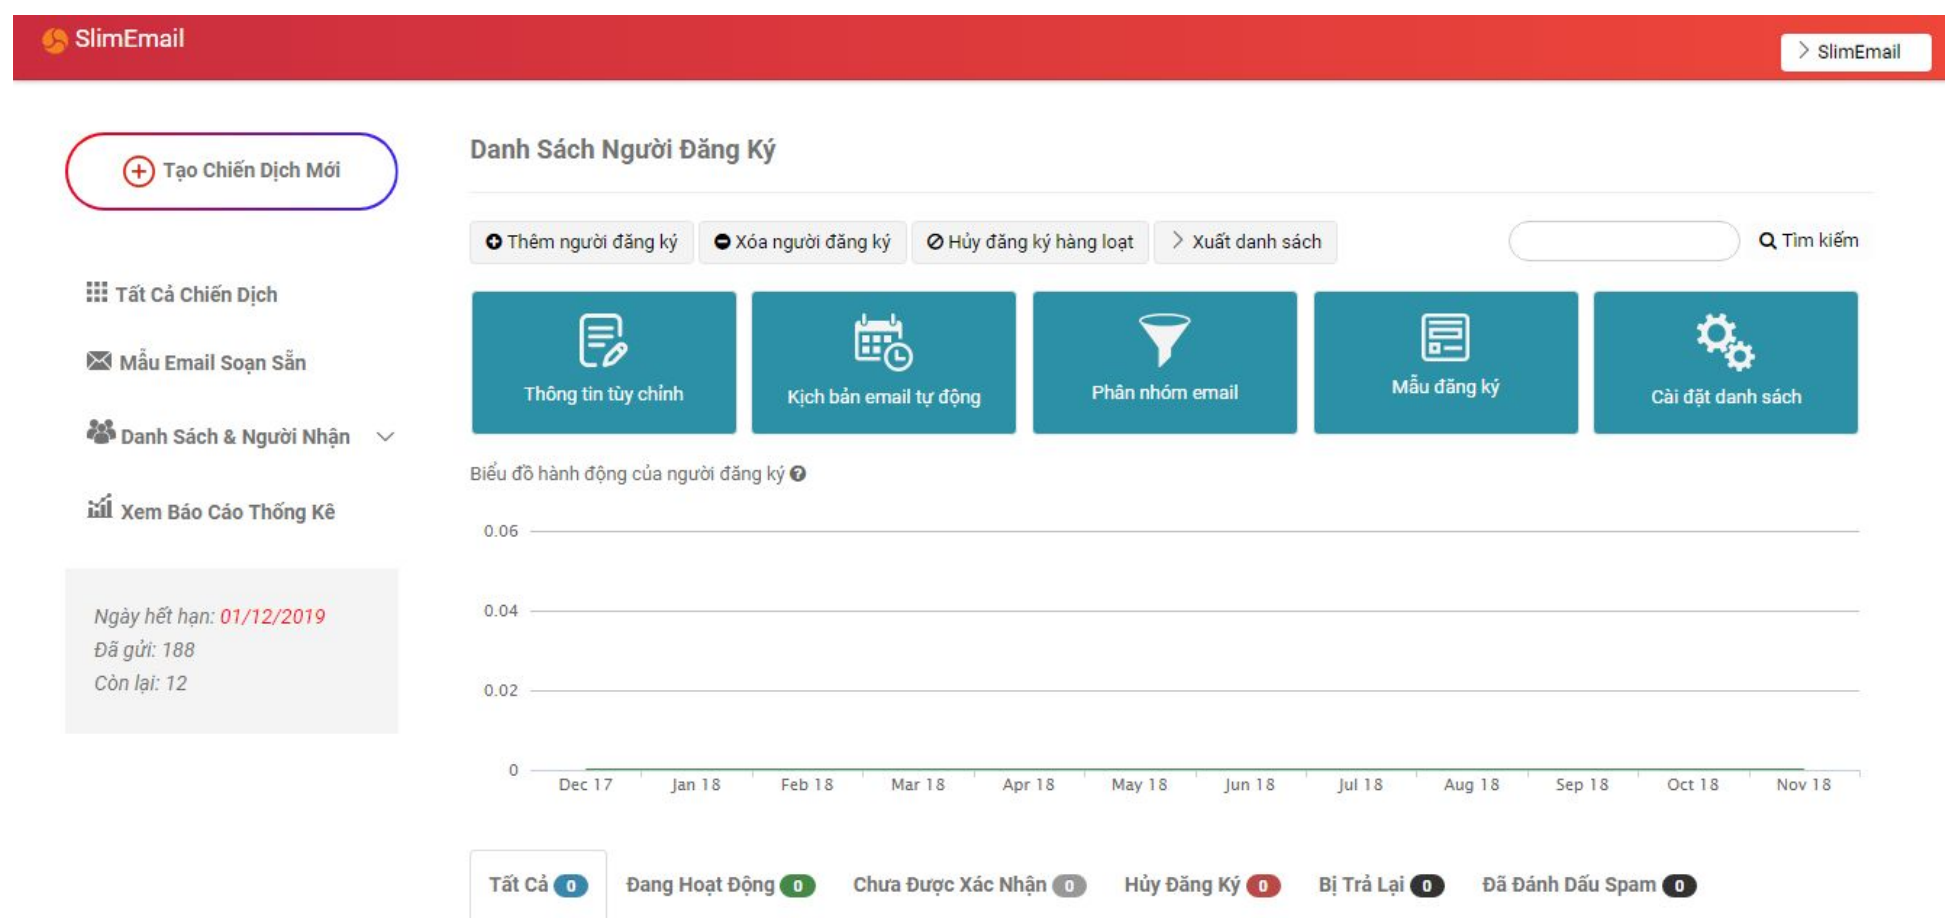 SlimEmail
SlimEmail
Tạo Chiến Dịch Mới
Tất Cả Chiến Dịch
Mẫu Email Soạn Sẵn
Danh Sách & Người Nhận
Xem Báo Cáo Thống Kê
Ngày hết hạn: 01/12/2019
Đã gửi: 188
Còn lại: 12
Danh Sách Người Đăng Ký
Thêm người đăng ký Xóa người đăng ký Hủy đăng ký hàng loạt Xuất danh sách Tìm kiếm
Thông tin tùy chỉnh Kịch bản email tự động Phân nhóm email Mẫu đăng ký Cài đặt danh sách
Biểu đồ hành động của người đăng ký
0.06
0.04
0.02
0
Dec 17 Jan 18 Feb 18 Mar 18 Apr 18 May 18 Jun 18 Jul 18 Aug 18 Sep 18 Oct 18 Nov 18
Tất Cả 0 Đang Hoạt Động 0 Chưa Được Xác Nhận 0 Hủy Đăng Ký 0 Bị Trả Lại 0 Đã Đánh Dấu Spam 0